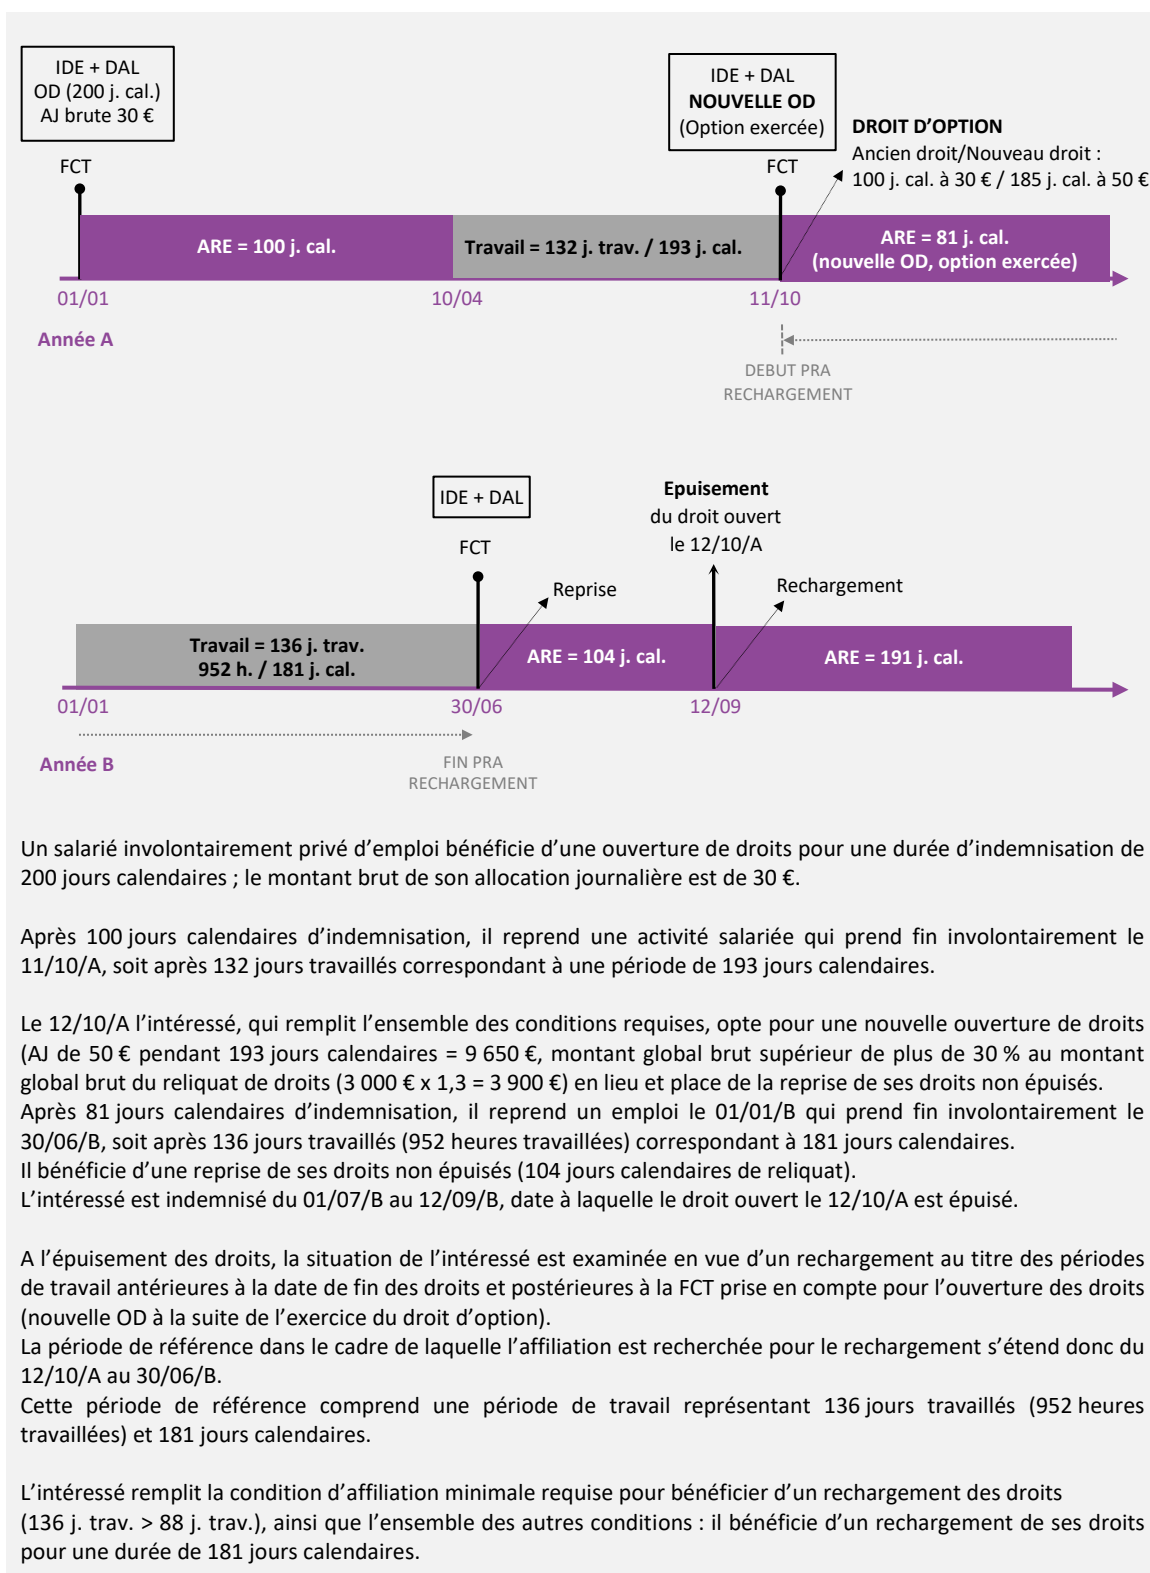 IDE + DAL
OD (200 j. cal.)
AJ brute 30 €
FCT
IDE + DAL
NOUVELLE OD
(Option exercée)
FCT
DROIT D’OPTION
Ancien droit/Nouveau droit :
100 j. cal. à 30 € / 185 j. cal. à 50 €
ARE = 100 j. cal.
Travail = 132 j. trav. / 193 j. cal.
ARE = 81 j. cal.
(nouvelle OD, option exercée)
01/01
10/04
11/10
Année A
DEBUT PRA
RECHARGEMENT
IDE + DAL
FCT
Epuisement
du droit ouvert
le 12/10/A
Reprise
Rechargement
Travail = 136 j. trav.
952 h. / 181 j. cal.
ARE = 104 j. cal.
ARE = 191 j. cal.
01/01
30/06
12/09
Année B
FIN PRA
RECHARGEMENT
Un salarié involontairement privé d’emploi bénéficie d’une ouverture de droits pour une durée d’indemnisation de
200 jours calendaires ; le montant brut de son allocation journalière est de 30 €.
Après 100 jours calendaires d’indemnisation, il reprend une activité salariée qui prend fin involontairement le
11/10/A, soit après 132 jours travaillés correspondant à une période de 193 jours calendaires.
Le 12/10/A l’intéressé, qui remplit l’ensemble des conditions requises, opte pour une nouvelle ouverture de droits
(AJ de 50 € pendant 193 jours calendaires = 9 650 €, montant global brut supérieur de plus de 30 % au montant
global brut du reliquat de droits (3 000 € x 1,3 = 3 900 €) en lieu et place de la reprise de ses droits non épuisés.
Après 81 jours calendaires d’indemnisation, il reprend un emploi le 01/01/B qui prend fin involontairement le
30/06/B, soit après 136 jours travaillés (952 heures travaillées) correspondant à 181 jours calendaires.
Il bénéficie d’une reprise de ses droits non épuisés (104 jours calendaires de reliquat).
L’intéressé est indemnisé du 01/07/B au 12/09/B, date à laquelle le droit ouvert le 12/10/A est épuisé.
A l’épuisement des droits, la situation de l’intéressé est examinée en vue d’un rechargement au titre des périodes
de travail antérieures à la date de fin des droits et postérieures à la FCT prise en compte pour l’ouverture des droits
(nouvelle OD à la suite de l’exercice du droit d’option).
La période de référence dans le cadre de laquelle l’affiliation est recherchée pour le rechargement s’étend donc du
12/10/A au 30/06/B.
Cette période de référence comprend une période de travail représentant 136 jours travaillés (952 heures
travaillées) et 181 jours calendaires.
L’intéressé remplit la condition d’affiliation minimale requise pour bénéficier d’un rechargement des droits
(136 j. trav. > 88 j. trav.), ainsi que l’ensemble des autres conditions : il bénéficie d’un rechargement de ses droits
pour une durée de 181 jours calendaires.